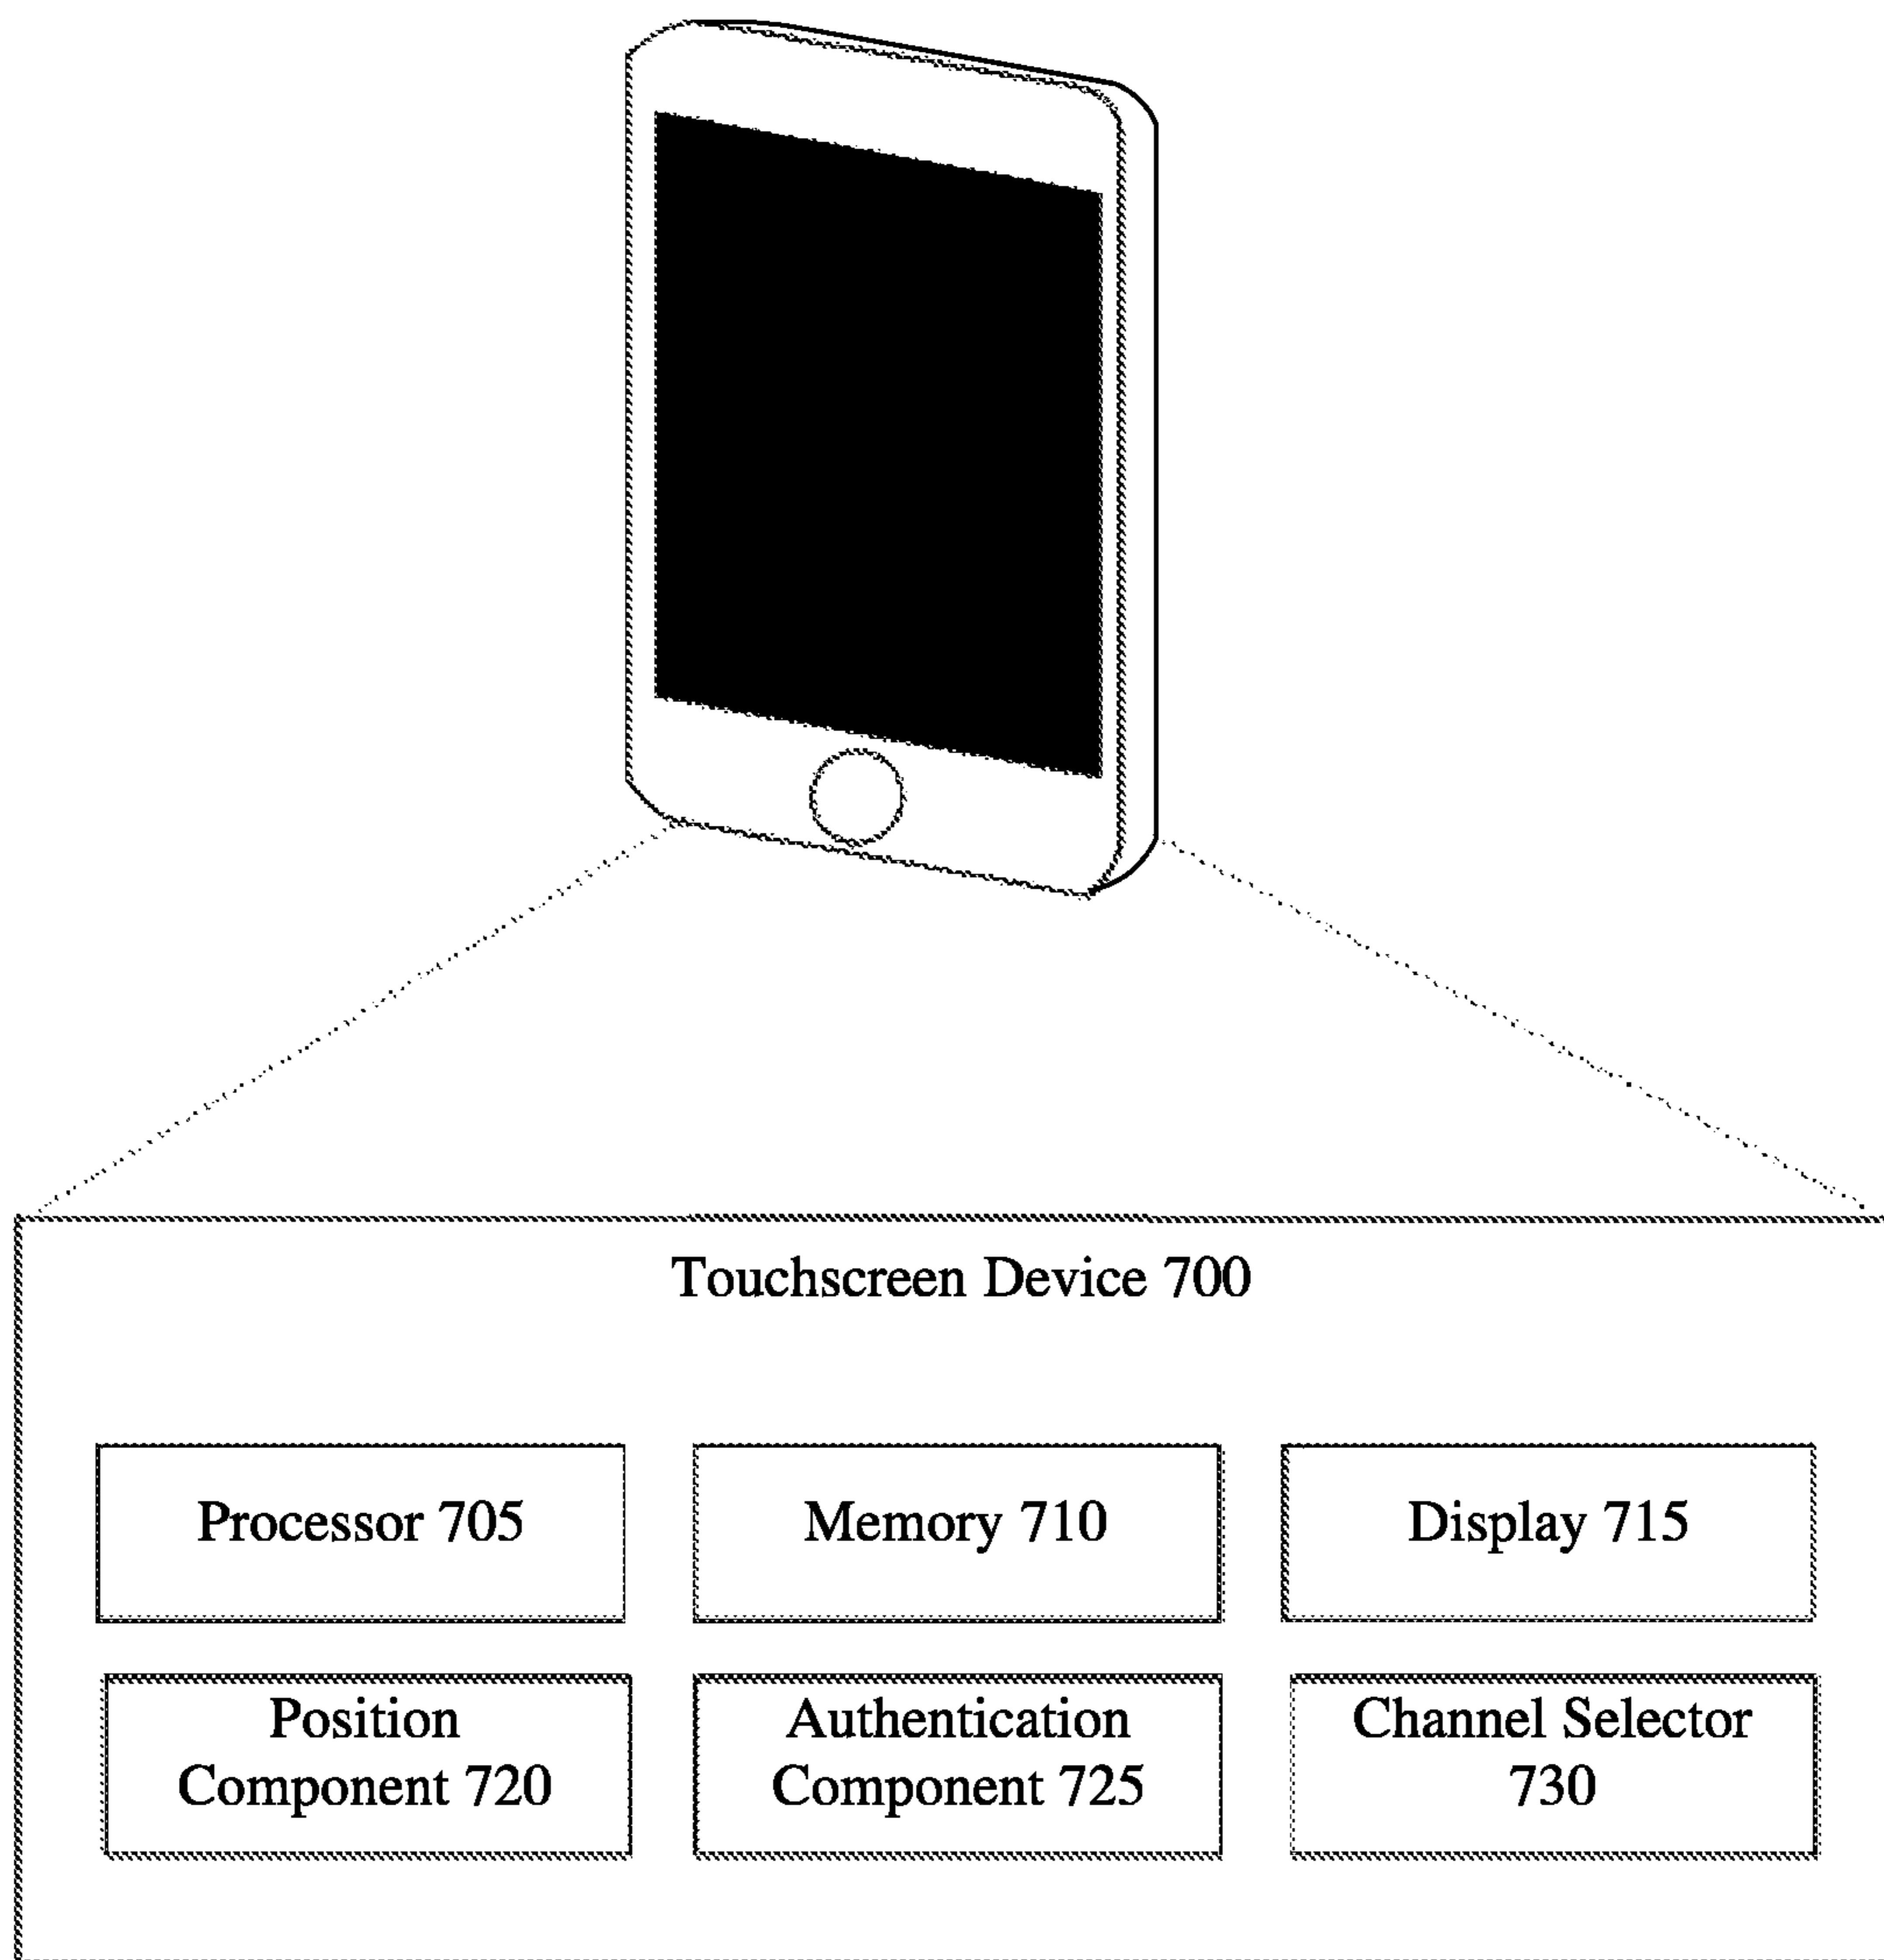 Touchscreen Device 700
Processor 705
Memory 710
Display 715
Position
Component 720
Authentication
Component 725
Channel Selector
730